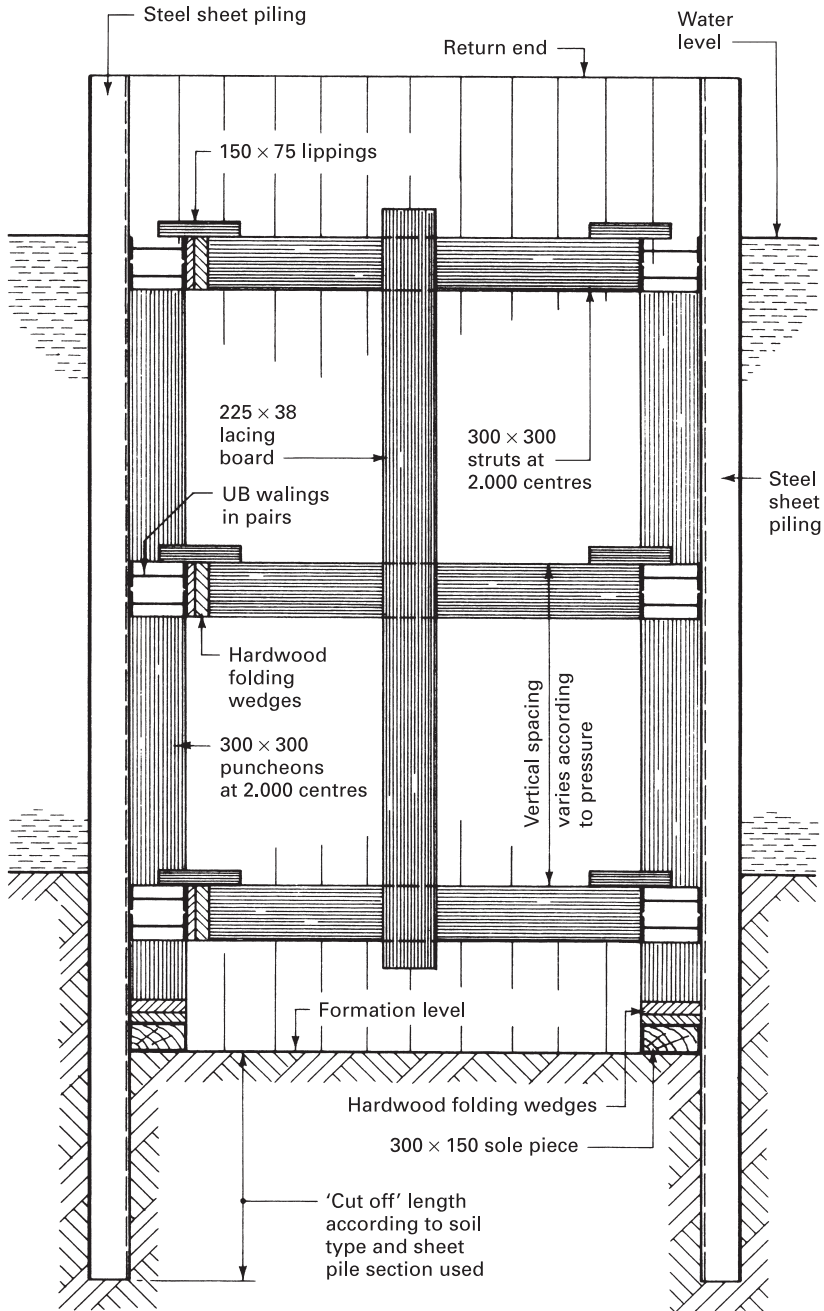 Steel sheet piling
Water
level
Return end
150 × 75 lippings
225 × 38
lacing
board
300 × 300
struts at
2.000 centres
UB walings
in pairs
Steel
sheet
piling
Hardwood
folding
wedges
Vertical spacing
varies according
to pressure
300 × 300
puncheons
at 2.000 centres
Formation level
Hardwood folding wedges
300 × 150 sole piece
‘Cut off’ length
according to soil
type and sheet
pile section used